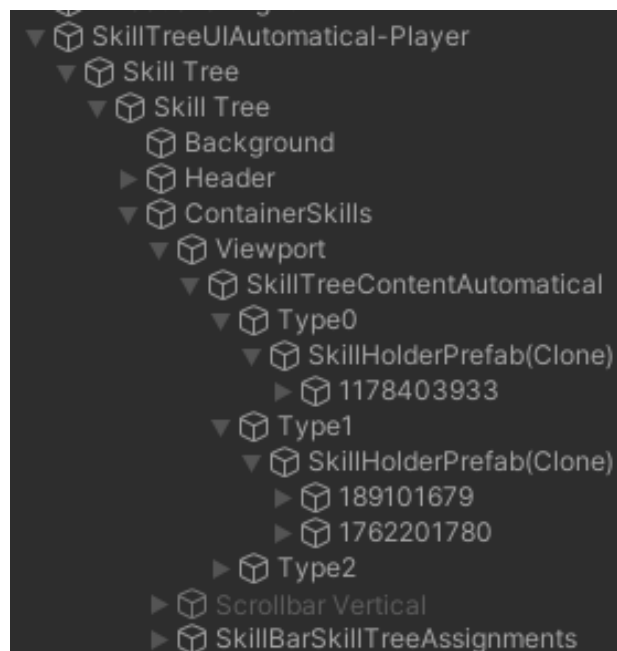 SkillTreeUIAutomatical-Player
Skill Tree
Skill Tree
Background
Header
ContainerSkills
Viewport
SkillTreeContentAutomatical
Type0
SkillHolderPrefab(Clone)
1178403933
Type1
SkillHolderPrefab(Clone)
189101679
1762201780
Type2
Scrollbar Vertical
SkillBarSkillTreeAssignments